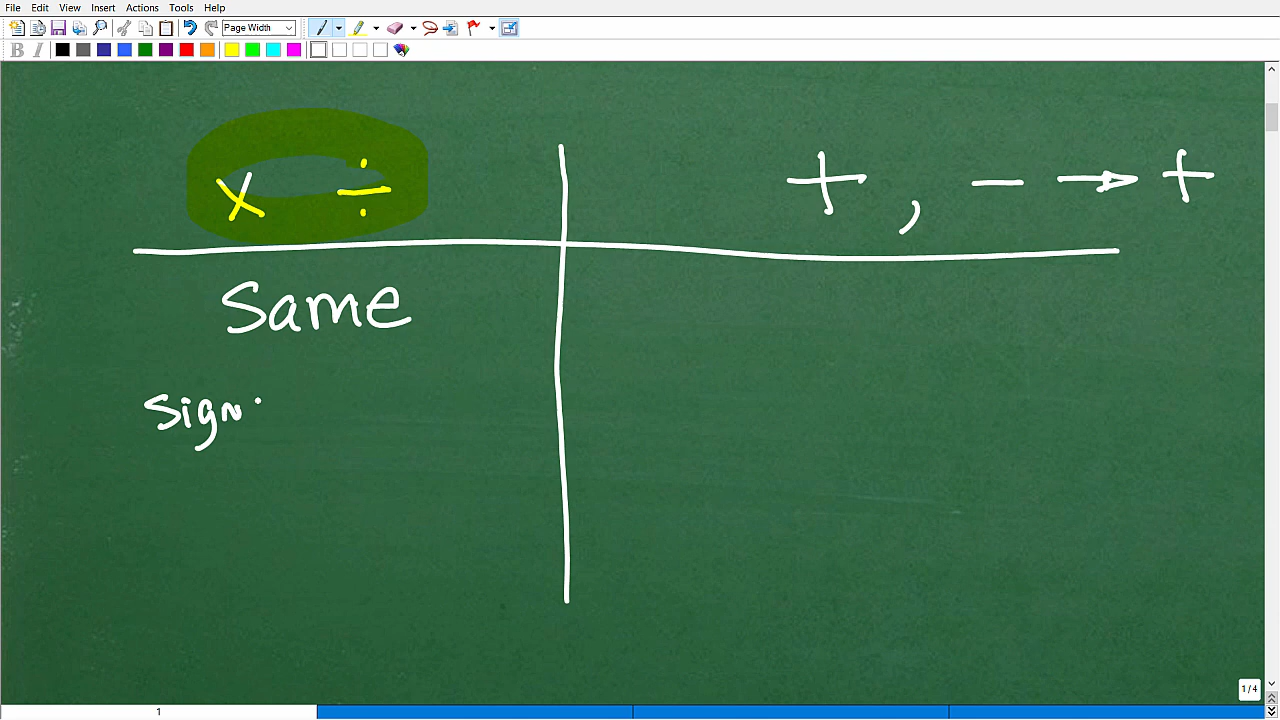 File Edit View Insert Actions Tools Help
Page Width
B I
× ÷ + , − → +
Same
Sign
1/4
1